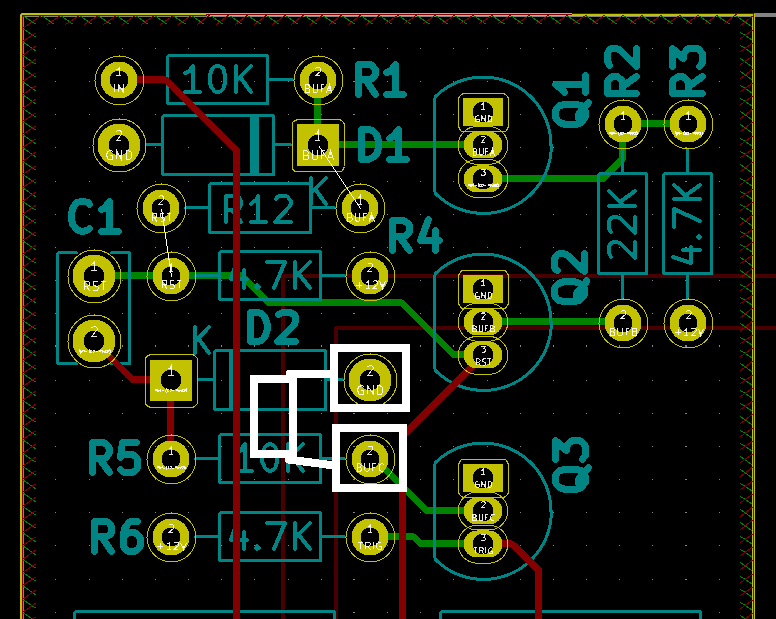 1
IN
10K
2
BUFA
R1
2
GND
1
BUFA
D1
K
1
GND
2
BUFA
3
Q1
R2
R3
1
1
22K
4.7K
2
BUFB
2
+12V
C1
2
RST
R12
1
BUFA
R4
1
RST
1
RST
4.7K
2
+12V
2
K
D2
1
GND
2
BUFB
3
RST
Q2
1
2
GND
R5
1
10K
2
BUFC
R6
2
+12V
4.7K
1
TRIG
1
GND
2
BUFC
3
TRIG
Q3